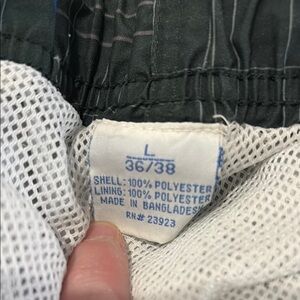 L
36/38
SHELL: 100% POLYESTER
LINING: 100% POLYESTER
MADE IN BANGLADESH
RN# 23923